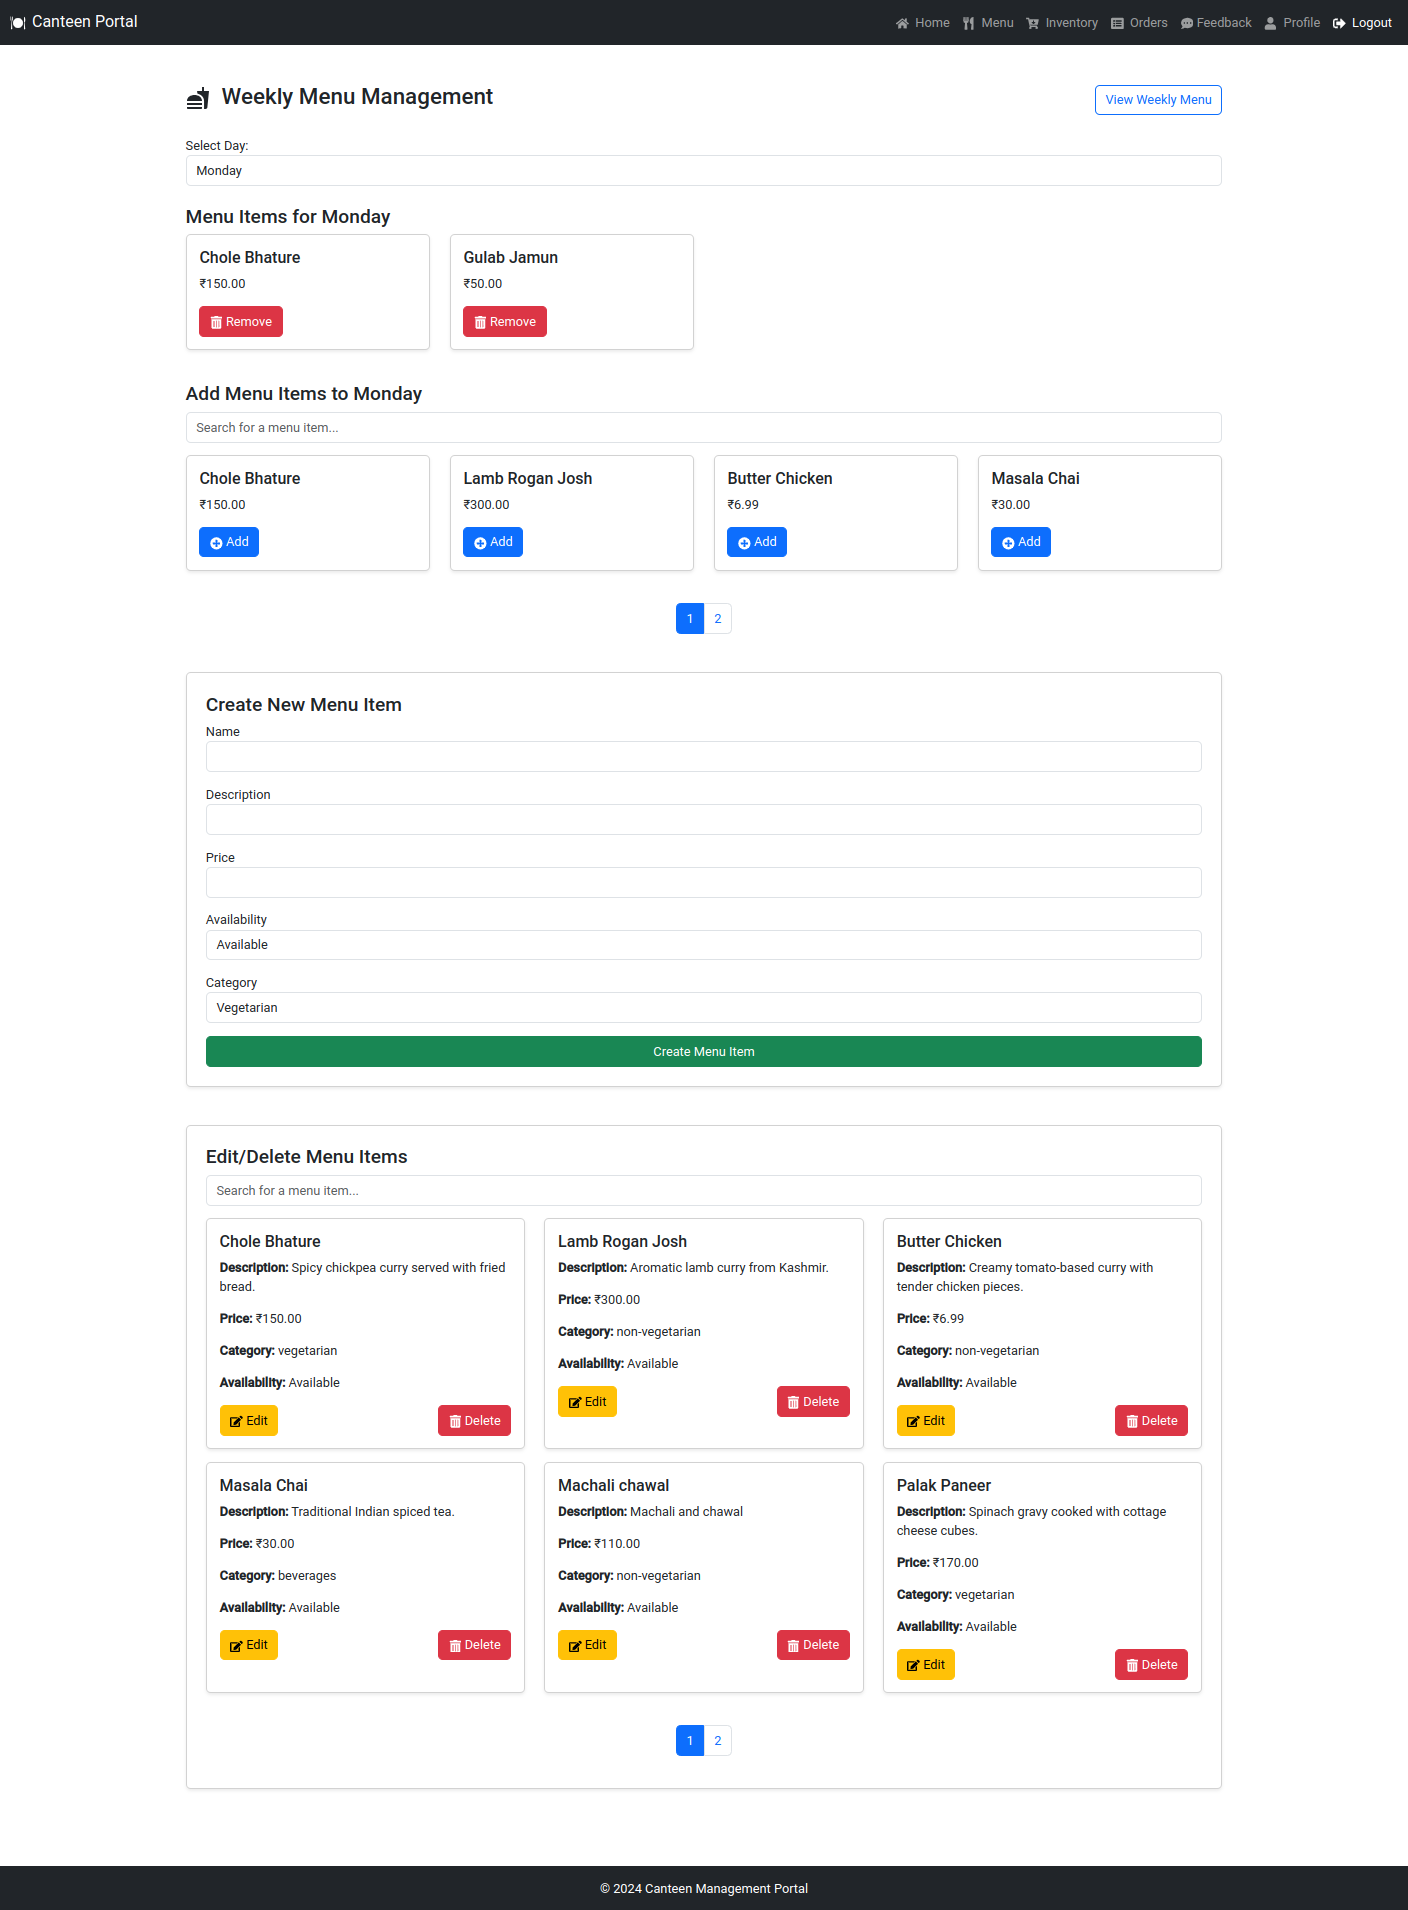 Canteen Portal
Home Menu Inventory Orders Feedback Profile Logout
Weekly Menu Management
View Weekly Menu
Select Day:
Monday
Menu Items for Monday
Chole Bhature
₹150.00
Remove
Gulab Jamun
₹50.00
Remove
Add Menu Items to Monday
Search for a menu item...
Chole Bhature
₹150.00
Add
Lamb Rogan Josh
₹300.00
Add
Butter Chicken
₹6.99
Add
Masala Chai
₹30.00
Add
1 2
Create New Menu Item
Name
Description
Price
Availability
Available
Category
Vegetarian
Create Menu Item
Edit/Delete Menu Items
Search for a menu item...
Chole Bhature
Description: Spicy chickpea curry served with fried
bread.
Price: ₹150.00
Category: vegetarian
Availability: Available
Edit Delete
Lamb Rogan Josh
Description: Aromatic lamb curry from Kashmir.
Price: ₹300.00
Category: non-vegetarian
Availability: Available
Edit Delete
Butter Chicken
Description: Creamy tomato-based curry with
tender chicken pieces.
Price: ₹6.99
Category: non-vegetarian
Availability: Available
Edit Delete
Masala Chai
Description: Traditional Indian spiced tea.
Price: ₹30.00
Category: beverages
Availability: Available
Edit Delete
Machali chawal
Description: Machali and chawal
Price: ₹110.00
Category: non-vegetarian
Availability: Available
Edit Delete
Palak Paneer
Description: Spinach gravy cooked with cottage
cheese cubes.
Price: ₹170.00
Category: vegetarian
Availability: Available
Edit Delete
1 2
© 2024 Canteen Management Portal